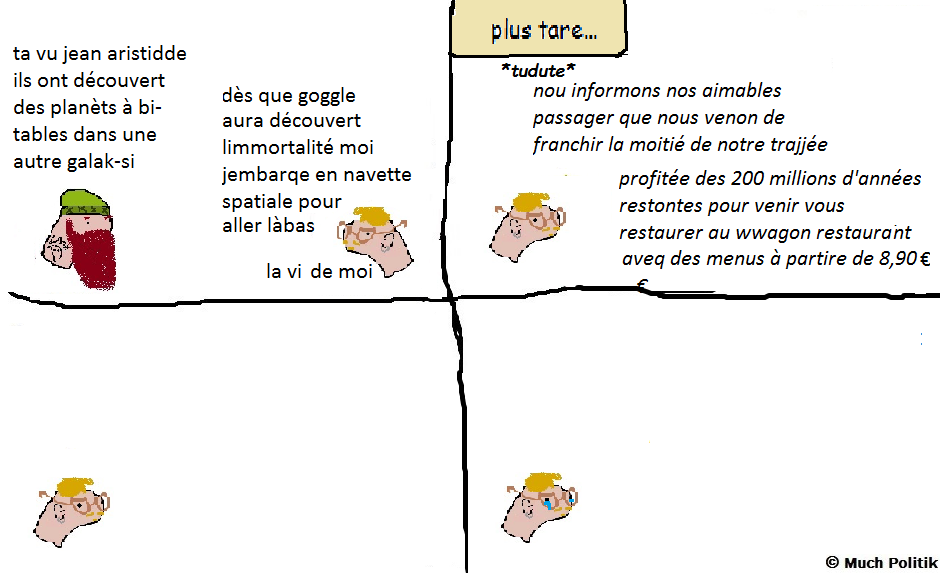 ta vu jean aristidde
ils ont découvert
des planèts à bi-
tables dans une
autre galak-si
dès que goggle
aura découvert
limmortalité moi
jembarqe en navette
spatiale pour
aller làbas
la vi de moi
plus tare...
*tudute*
nou informons nos aimables
passager que nous venon de
franchir la moitié de notre trajjée
profitée des 200 millions d'années
restontes pour venir vous
restaurer au wwagon restaurant
aveq des menus à partire de 8,90 €
€
© Much Politik